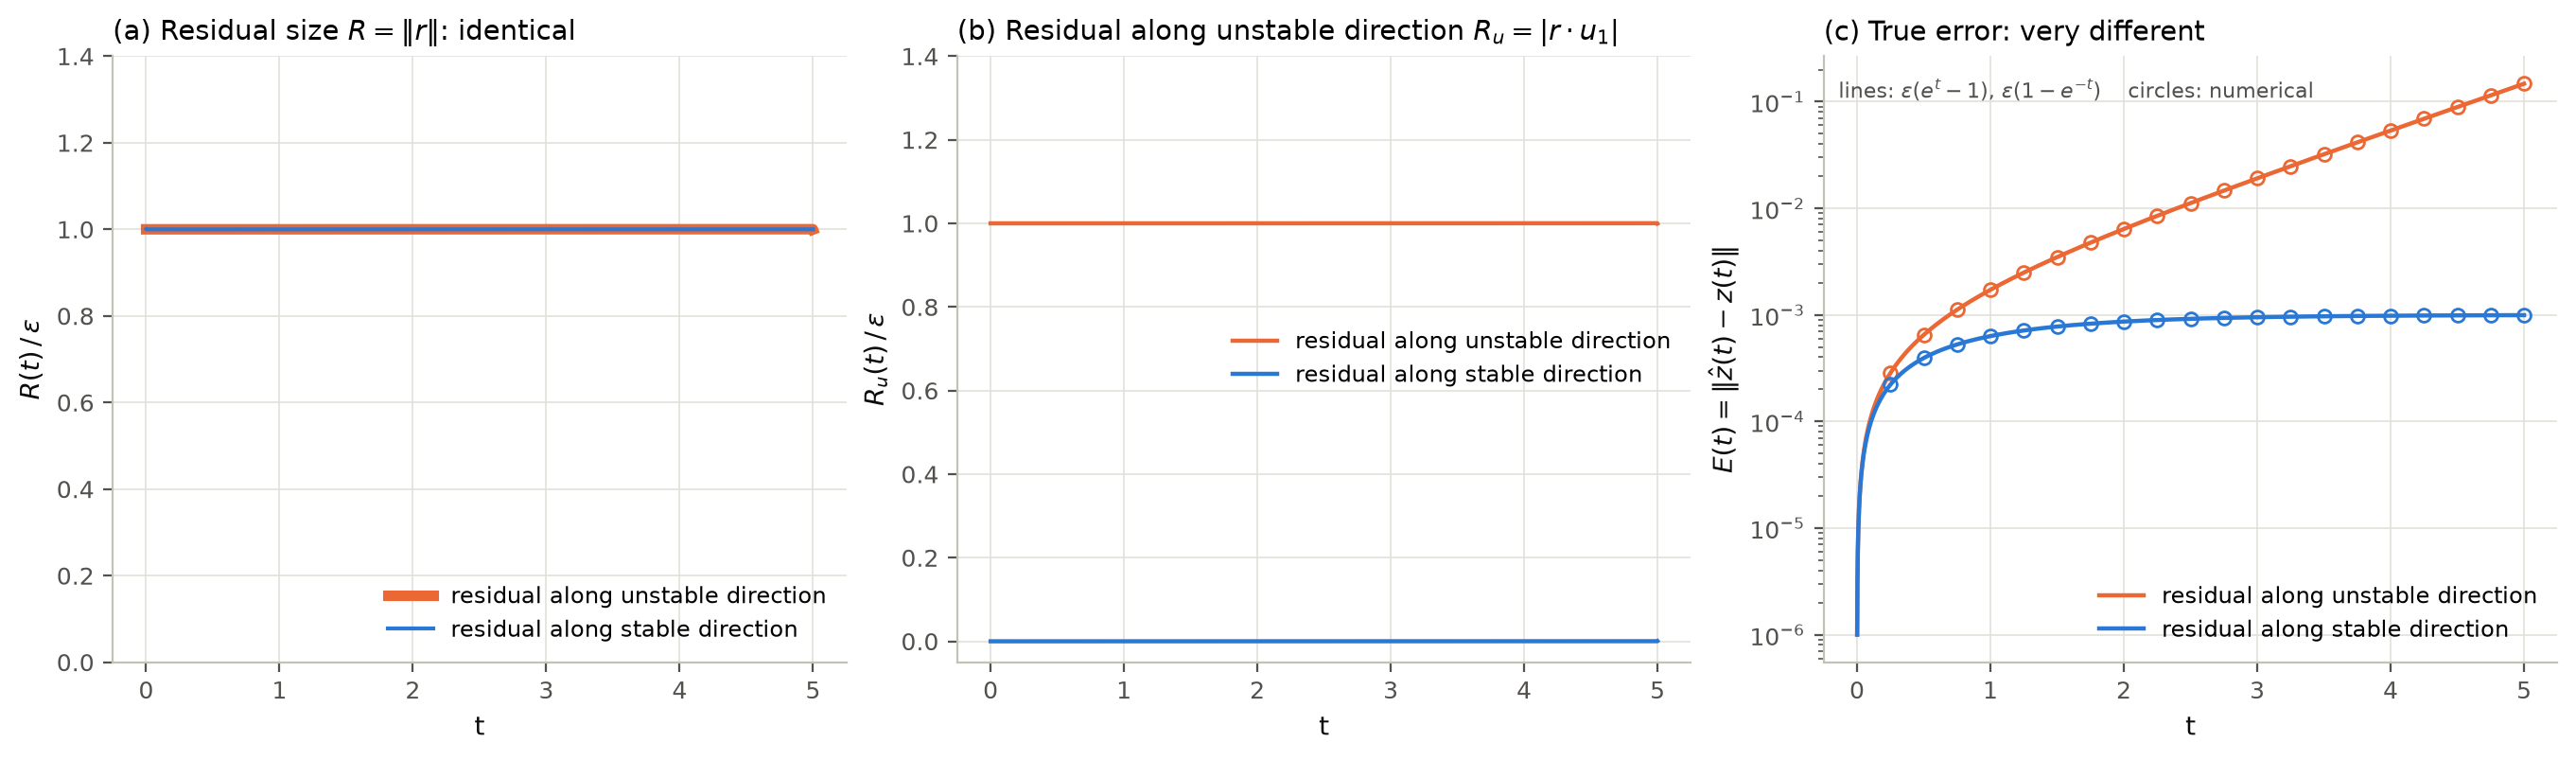 (a) Residual size R = ‖r‖: identical
1.4
1.2
1.0
0.8
0.6
0.4
0.2
0.0
R(t) / ε
residual along unstable direction
residual along stable direction
0 1 2 3 4 5
t
(b) Residual along unstable direction Rᵤ = |r · u₁|
1.4
1.2
1.0
0.8
0.6
0.4
0.2
0.0
Rᵤ(t) / ε
residual along unstable direction
residual along stable direction
0 1 2 3 4 5
t
(c) True error: very different
lines: ε(eᵗ − 1), ε(1 − e⁻ᵗ) circles: numerical
10⁻¹
10⁻²
10⁻³
10⁻⁴
10⁻⁵
10⁻⁶
E(t) = ‖ẑ(t) − z(t)‖
residual along unstable direction
residual along stable direction
0 1 2 3 4 5
t